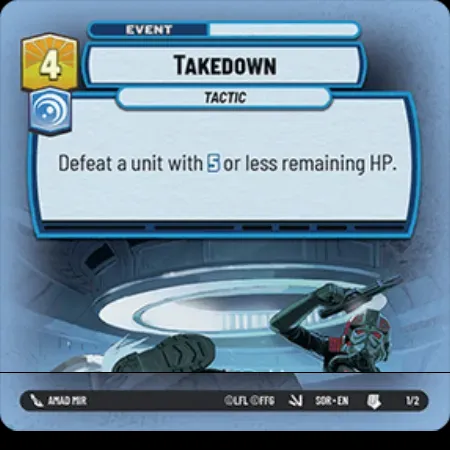 EVENT
4
TAKEDOWN
TACTIC
Defeat a unit with 5 or less remaining HP.
AMAD MIR
©LFL ©FFG
SOR • EN
1/2